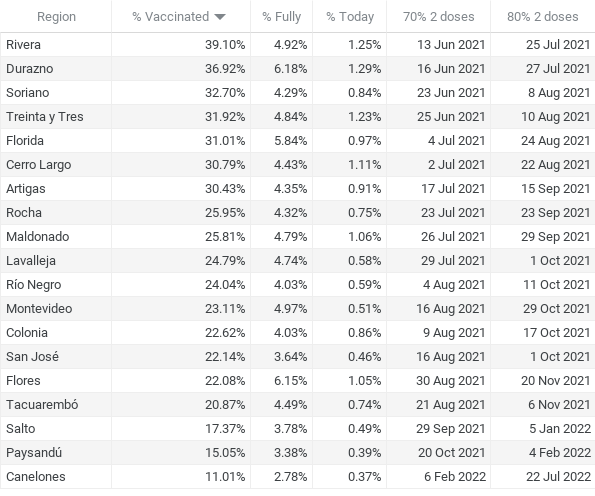 Region % Vaccinated % Fully % Today 70% 2 doses 80% 2 doses
Rivera 39.10% 4.92% 1.25% 13 Jun 2021 25 Jul 2021
Durazno 36.92% 6.18% 1.29% 16 Jun 2021 27 Jul 2021
Soriano 32.70% 4.29% 0.84% 23 Jun 2021 8 Aug 2021
Treinta y Tres 31.92% 4.84% 1.23% 25 Jun 2021 10 Aug 2021
Florida 31.01% 5.84% 0.97% 4 Jul 2021 24 Aug 2021
Cerro Largo 30.79% 4.43% 1.11% 2 Jul 2021 22 Aug 2021
Artigas 30.43% 4.35% 0.91% 17 Jul 2021 15 Sep 2021
Rocha 25.95% 4.32% 0.75% 23 Jul 2021 23 Sep 2021
Maldonado 25.81% 4.79% 1.06% 26 Jul 2021 29 Sep 2021
Lavalleja 24.79% 4.74% 0.58% 29 Jul 2021 1 Oct 2021
Río Negro 24.04% 4.03% 0.59% 4 Aug 2021 11 Oct 2021
Montevideo 23.11% 4.97% 0.51% 16 Aug 2021 29 Oct 2021
Colonia 22.62% 4.03% 0.86% 9 Aug 2021 17 Oct 2021
San José 22.14% 3.64% 0.46% 16 Aug 2021 1 Oct 2021
Flores 22.08% 6.15% 1.05% 30 Aug 2021 20 Nov 2021
Tacuarembó 20.87% 4.49% 0.74% 21 Aug 2021 6 Nov 2021
Salto 17.37% 3.78% 0.49% 29 Sep 2021 5 Jan 2022
Paysandú 15.05% 3.38% 0.39% 20 Oct 2021 4 Feb 2022
Canelones 11.01% 2.78% 0.37% 6 Feb 2022 22 Jul 2022